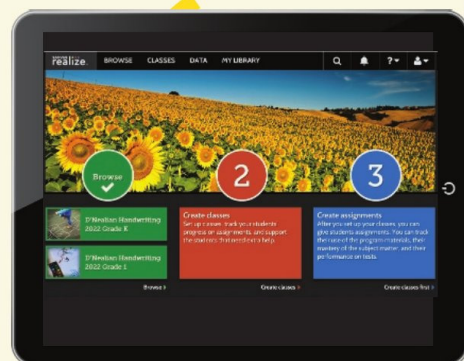 realize.
BROWSE CLASSES DATA MY LIBRARY
?
Browse
2
3
D'Nealian Handwriting
2022 Grade K
D'Nealian Handwriting
2022 Grade 1
Browse >
Create classes
Set up classes, track your students
progress on assignments, and support
the students that need extra help.
Create classes >
Create assignments
After you set up your classes, you can
give students assignments. You can track
their use of the program materials, their
mastery of the subject matter, and their
performance on tests.
Create classes first >